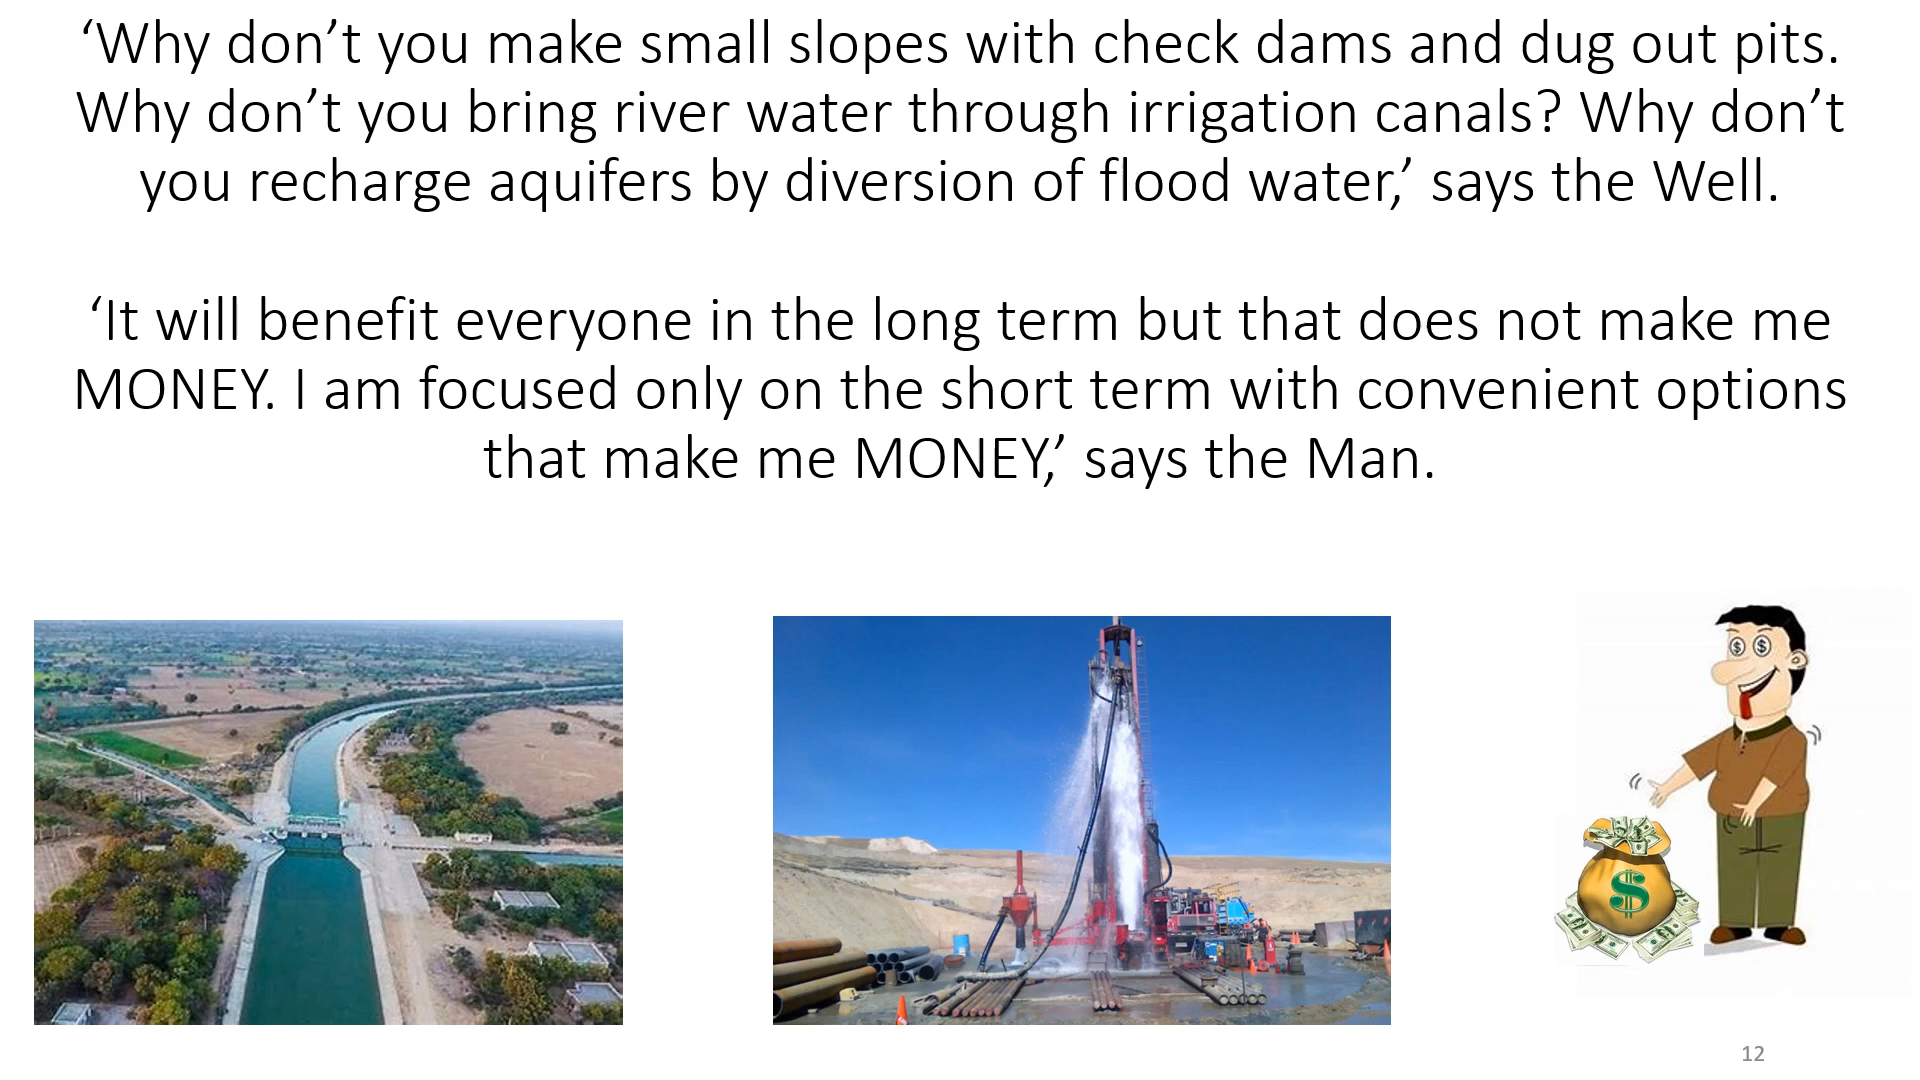 ‘Why don’t you make small slopes with check dams and dug out pits.
Why don’t you bring river water through irrigation canals? Why don’t
you recharge aquifers by diversion of flood water,’ says the Well.
‘It will benefit everyone in the long term but that does not make me
MONEY. I am focused only on the short term with convenient options
that make me MONEY,’ says the Man.
$ $
$
12